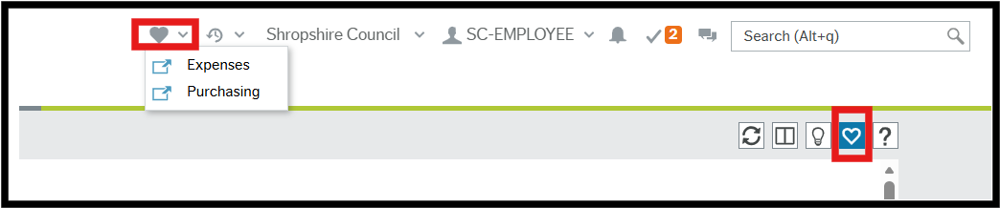 Shropshire Council SC-EMPLOYEE 2 Search (Alt+q)
Expenses
Purchasing
?